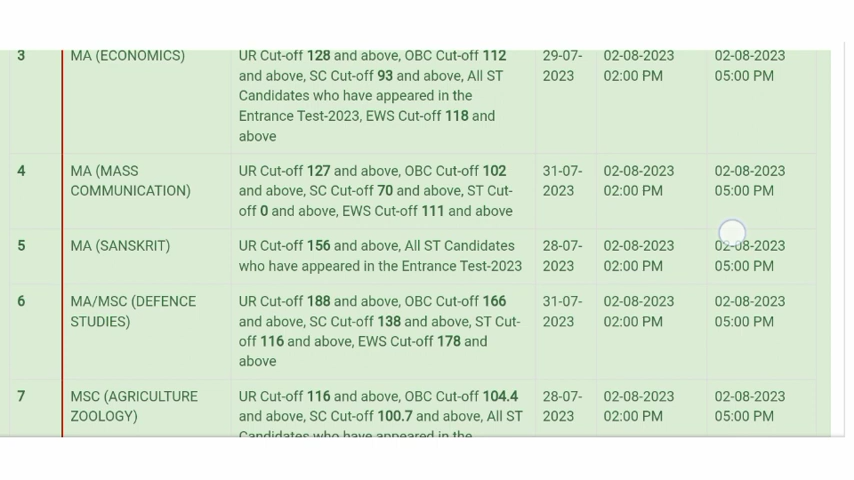 3 MA (ECONOMICS) UR Cut-off 128 and above, OBC Cut-off 112 29-07- 02-08-2023 02-08-2023
and above, SC Cut-off 93 and above, All ST 2023 02:00 PM 05:00 PM
Candidates who have appeared in the
Entrance Test-2023, EWS Cut-off 118 and
above
4 MA (MASS UR Cut-off 127 and above, OBC Cut-off 102 31-07- 02-08-2023 02-08-2023
COMMUNICATION) and above, SC Cut-off 70 and above, ST Cut- 2023 02:00 PM 05:00 PM
off 0 and above, EWS Cut-off 111 and above
5 MA (SANSKRIT) UR Cut-off 156 and above, All ST Candidates 28-07- 02-08-2023 02-08-2023
who have appeared in the Entrance Test-2023 2023 02:00 PM 05:00 PM
6 MA/MSC (DEFENCE UR Cut-off 188 and above, OBC Cut-off 166 31-07- 02-08-2023 02-08-2023
STUDIES) and above, SC Cut-off 138 and above, ST Cut- 2023 02:00 PM 05:00 PM
off 116 and above, EWS Cut-off 178 and
above
7 MSC (AGRICULTURE UR Cut-off 116 and above, OBC Cut-off 104.4 28-07- 02-08-2023 02-08-2023
ZOOLOGY) and above, SC Cut-off 100.7 and above, All ST 2023 02:00 PM 05:00 PM
Candidates who have appeared in the